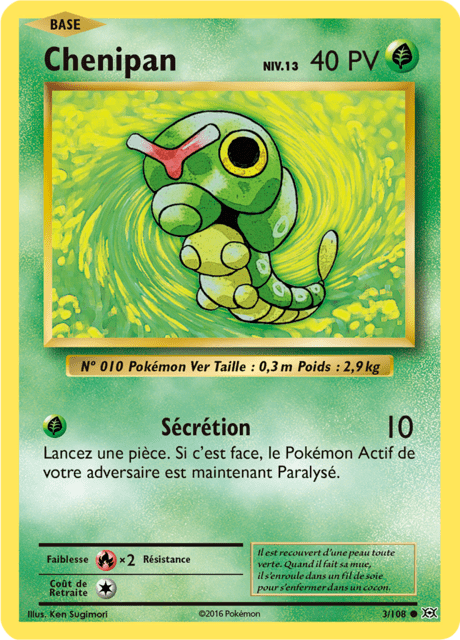 BASE
Chenipan NIV.13 40 PV
N° 010 Pokémon Ver Taille : 0,3 m Poids : 2,9 kg
Sécrétion 10
Lancez une pièce. Si c'est face, le Pokémon Actif de
votre adversaire est maintenant Paralysé.
Faiblesse ×2 Résistance
Coût de
Retraite
Il est recouvert d'une peau toute
verte. Quand il fait sa mue,
il s'enroule dans un fil de soie
pour s'enfermer dans un cocon.
Illus. Ken Sugimori ©2016 Pokémon 3/108